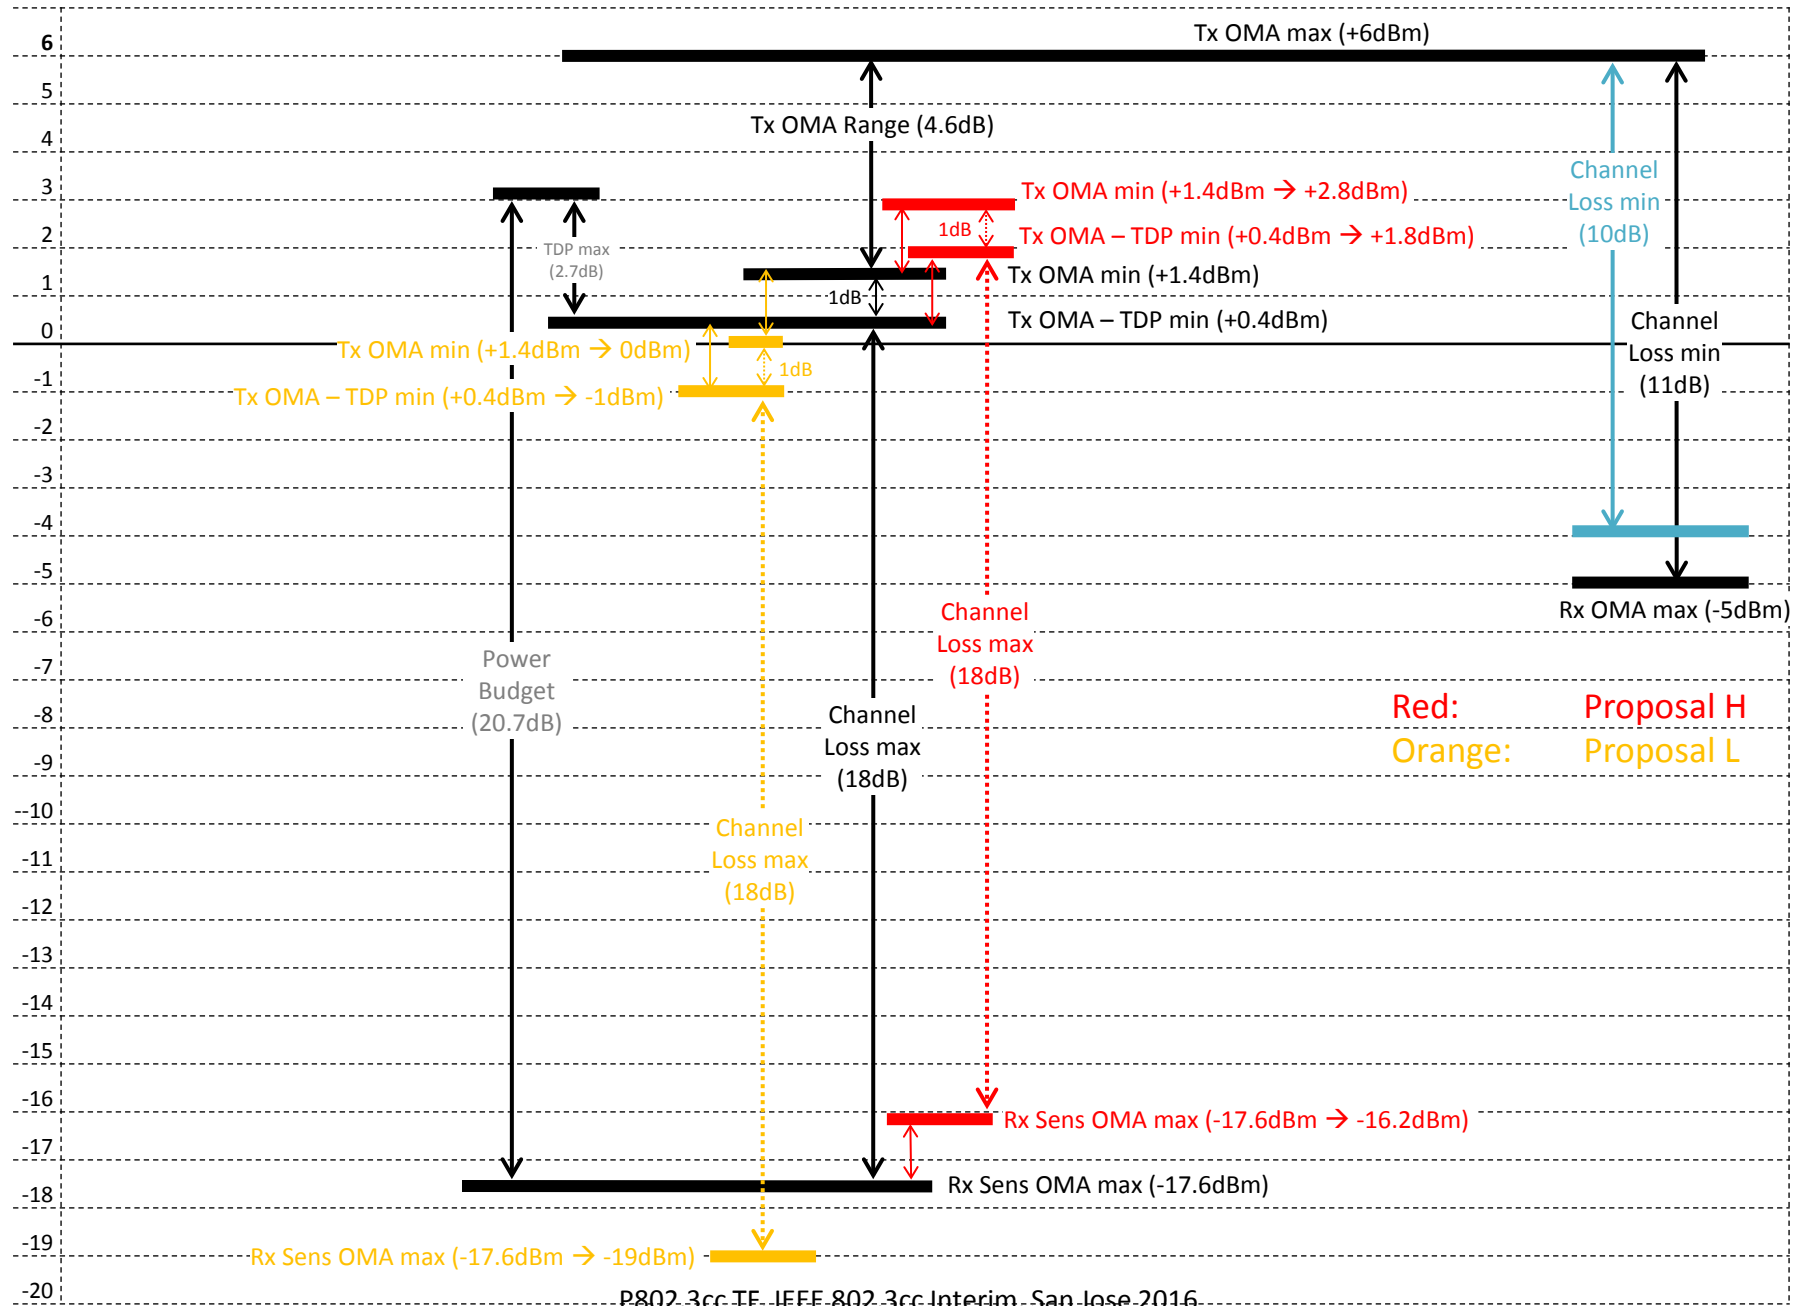 Tx OMA max (+6dBm)
6
5
Tx OMA Range (4.6dB)
4
Channel
Loss min
(10dB)
3
Tx OMA min (+1.4dBm → +2.8dBm)
1dB
Tx OMA – TDP min (+0.4dBm → +1.8dBm)
TDP max
(2.7dB)
2
Tx OMA min (+1.4dBm)
1
1dB
Tx OMA – TDP min (+0.4dBm)
Channel
Loss min
(11dB)
0
Tx OMA min (+1.4dBm → 0dBm)
1dB
-1
Tx OMA – TDP min (+0.4dBm → -1dBm)
-2
-3
-4
-5
Rx OMA max (-5dBm)
Channel
Loss max
(18dB)
-6
Power
Budget
(20.7dB)
-7
Red: Proposal H
Orange: Proposal L
Channel
Loss max
(18dB)
-8
-9
--10
Channel
Loss max
(18dB)
-11
-12
-13
-14
-15
-16
Rx Sens OMA max (-17.6dBm → -16.2dBm)
-17
Rx Sens OMA max (-17.6dBm)
-18
-19
Rx Sens OMA max (-17.6dBm → -19dBm)
-20
P802.3cc TF, IEEE 802.3cc Interim, San Jose 2016